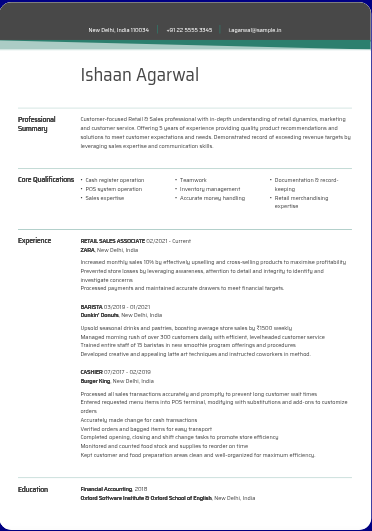 New Delhi, India 110034 +91 22 5555 3345 i.agarwal@sample.in
Ishaan Agarwal
Professional
Summary
Customer-focused Retail & Sales professional with in-depth understanding of retail dynamics, marketing
and customer service. Offering 5 years of experience providing quality product recommendations and
solutions to meet customer expectations and needs. Demonstrated record of exceeding revenue targets by
leveraging sales expertise and communication skills.
Core Qualifications
• Cash register operation
• POS system operation
• Sales expertise
• Teamwork
• Inventory management
• Accurate money handling
• Documentation & record-
keeping
• Retail merchandising
expertise
Experience
RETAIL SALES ASSOCIATE 02/2021 - Current
ZARA, New Delhi, India
Increased monthly sales 10% by effectively upselling and cross-selling products to maximise profitability.
Prevented store losses by leveraging awareness, attention to detail and integrity to identify and
investigate concerns
Processed payments and maintained accurate drawers to meet financial targets.
BARISTA 03/2019 - 01/2021
Dunkin' Donuts, New Delhi, India
Upsold seasonal drinks and pastries, boosting average store sales by ₹1500 weekly
Managed morning rush of over 300 customers daily with efficient, levelheaded customer service
Trained entire staff of 15 baristas in new smoothie program offerings and procedures
Developed creative and appealing latte art techniques and instructed coworkers in method.
CASHIER 07/2017 - 02/2019
Burger King, New Delhi, India
Processed all sales transactions accurately and promptly to prevent long customer wait times
Entered requested menu items into POS terminal, modifying with substitutions and add-ons to customize
orders
Accurately made change for cash transactions
Verified orders and bagged items for easy transport
Completed opening, closing and shift change tasks to promote store efficiency
Monitored and counted food stock and supplies to reorder on time
Kept customer and food preparation areas clean and well-organized for maximum efficiency.
Education
Financial Accounting, 2018
Oxford Software Institute & Oxford School of English, New Delhi, India